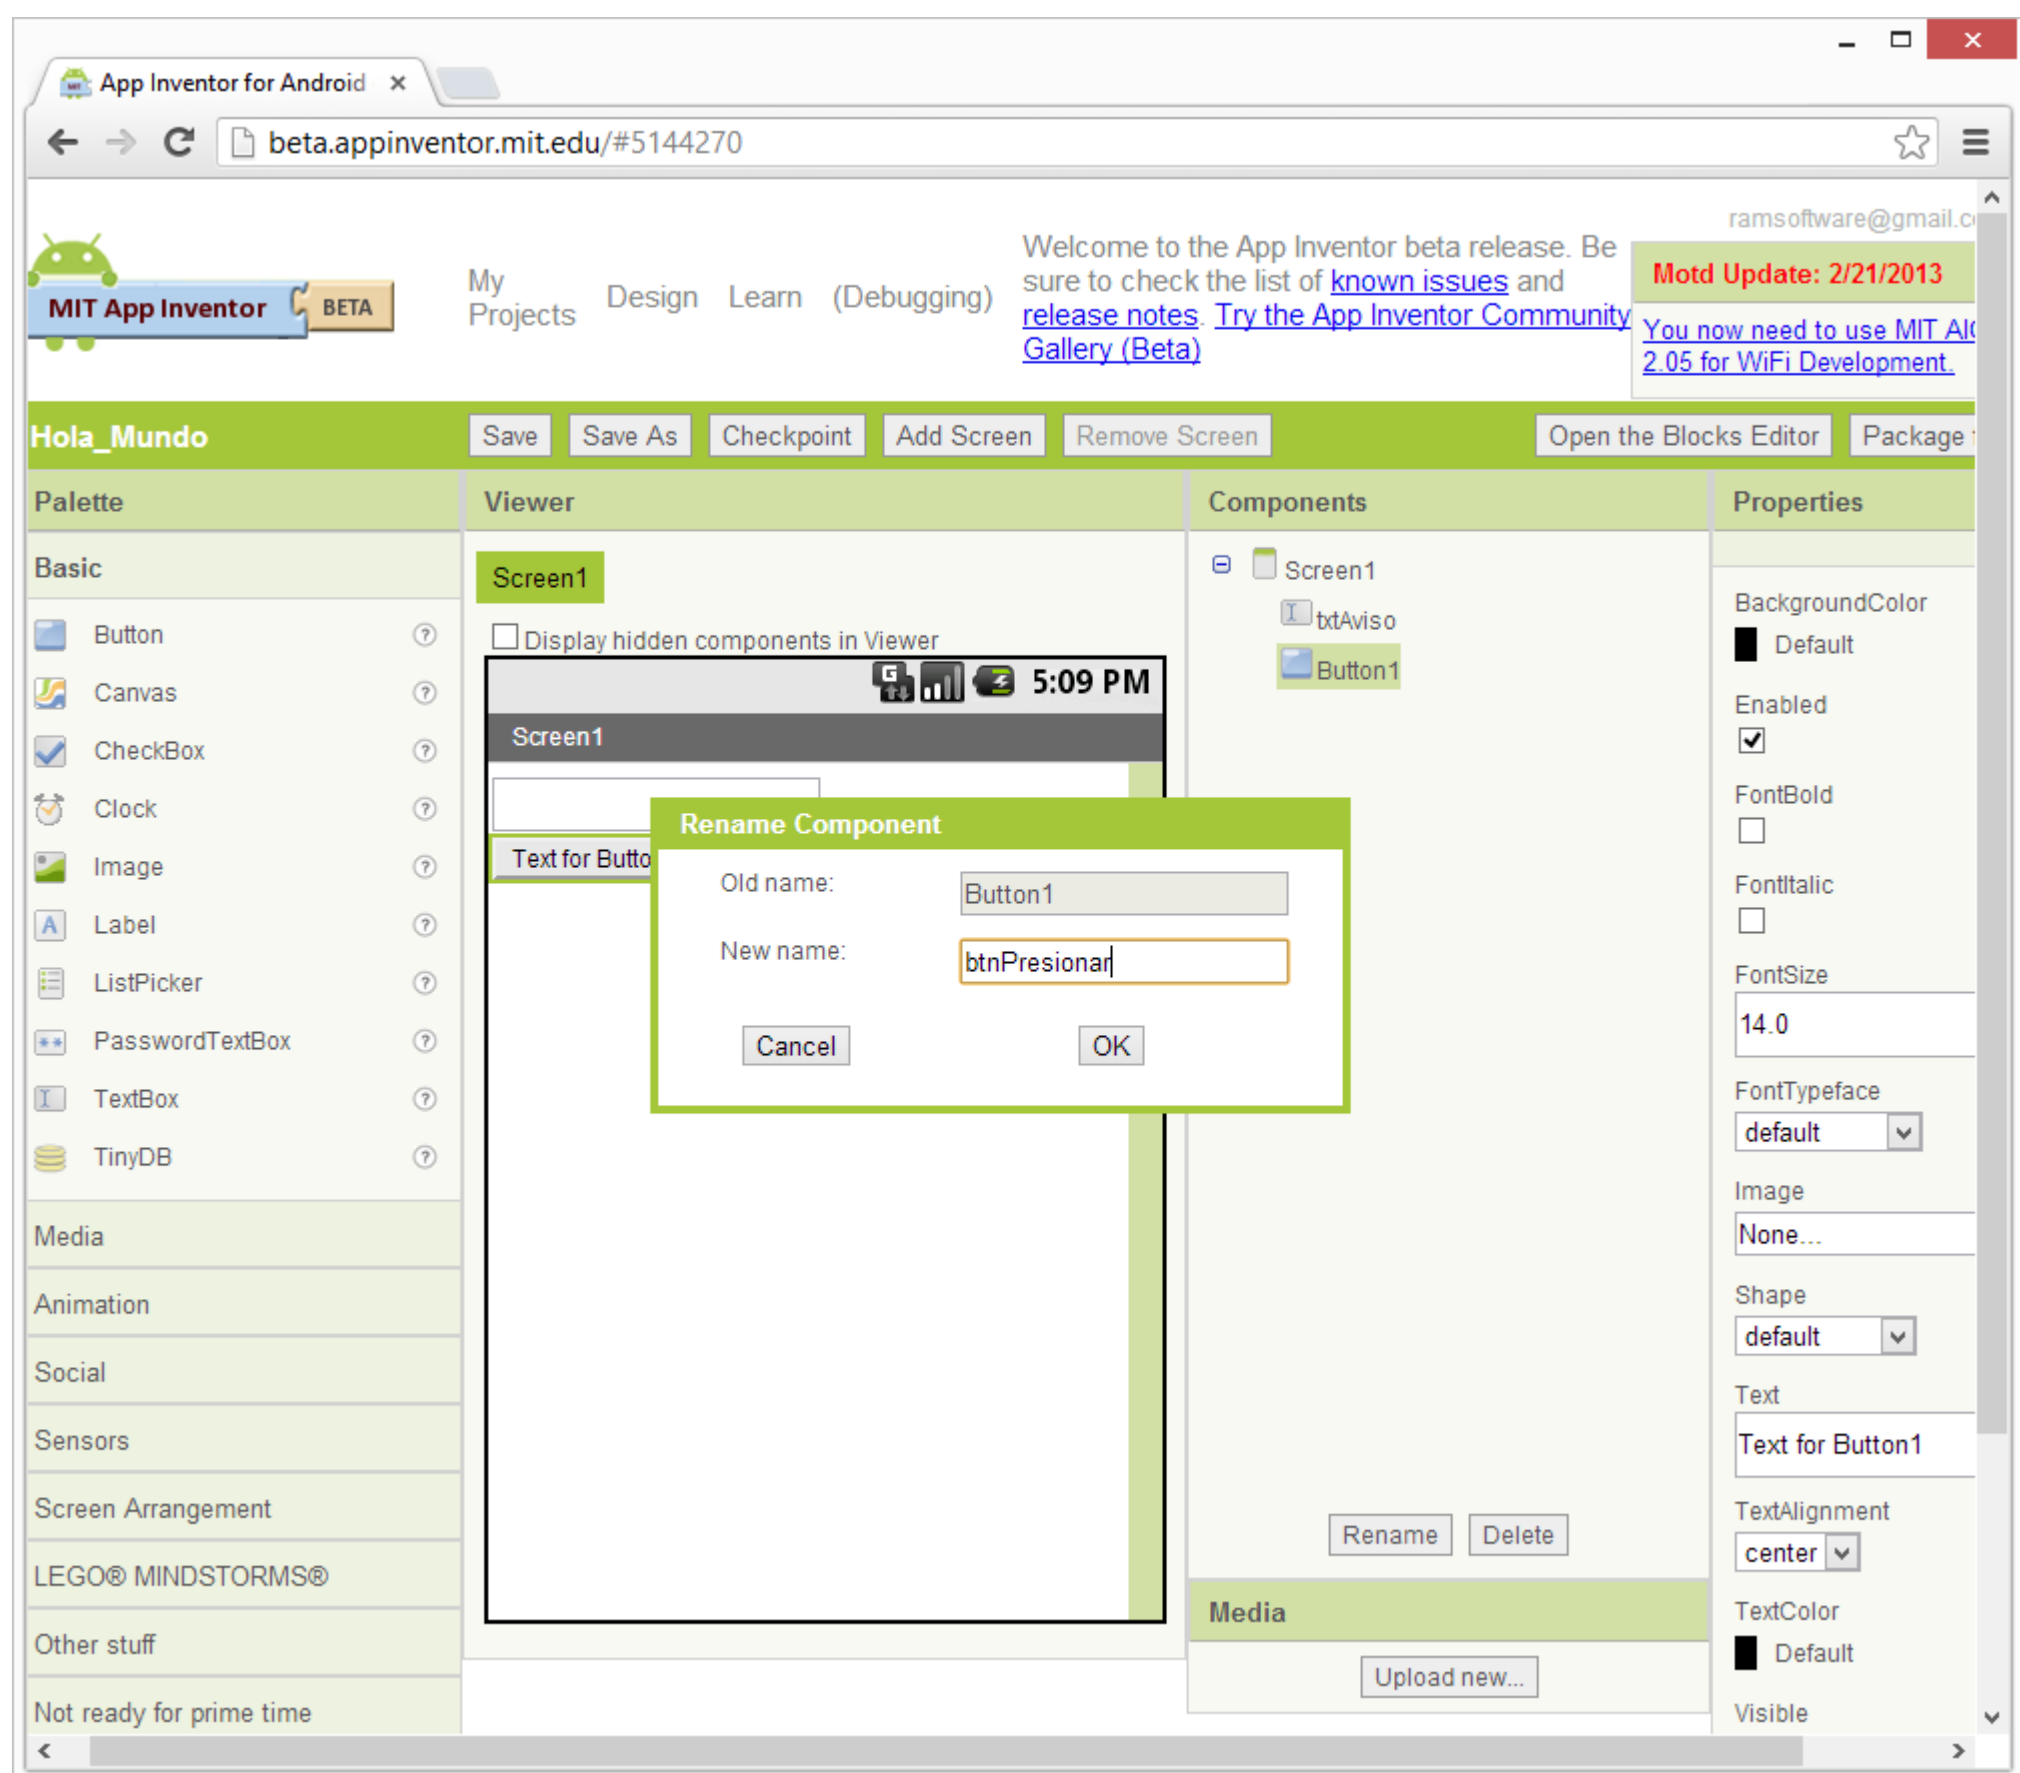 App Inventor for Android
beta.appinventor.mit.edu/#5144270
ramsoftware@gmail.c
MIT App Inventor BETA
My Projects
Design
Learn
(Debugging)
Welcome to the App Inventor beta release. Be
sure to check the list of known issues and
release notes. Try the App Inventor Community
Gallery (Beta)
Motd Update: 2/21/2013
You now need to use MIT AI
2.05 for WiFi Development.
Hola_Mundo
Save
Save As
Checkpoint
Add Screen
Remove Screen
Open the Blocks Editor
Package
Palette
Basic
Button
Canvas
CheckBox
Clock
Image
Label
ListPicker
PasswordTextBox
TextBox
TinyDB
Media
Animation
Social
Sensors
Screen Arrangement
LEGO® MINDSTORMS®
Other stuff
Not ready for prime time
Viewer
Screen1
Display hidden components in Viewer
5:09 PM
Screen1
Text for Butto
Rename Component
Old name:
Button1
New name:
btnPresionar
Cancel
OK
Components
Screen1
txtAviso
Button1
Rename
Delete
Media
Upload new...
Properties
BackgroundColor
Default
Enabled
FontBold
FontItalic
FontSize
14.0
FontTypeface
default
Image
None...
Shape
default
Text
Text for Button1
TextAlignment
center
TextColor
Default
Visible